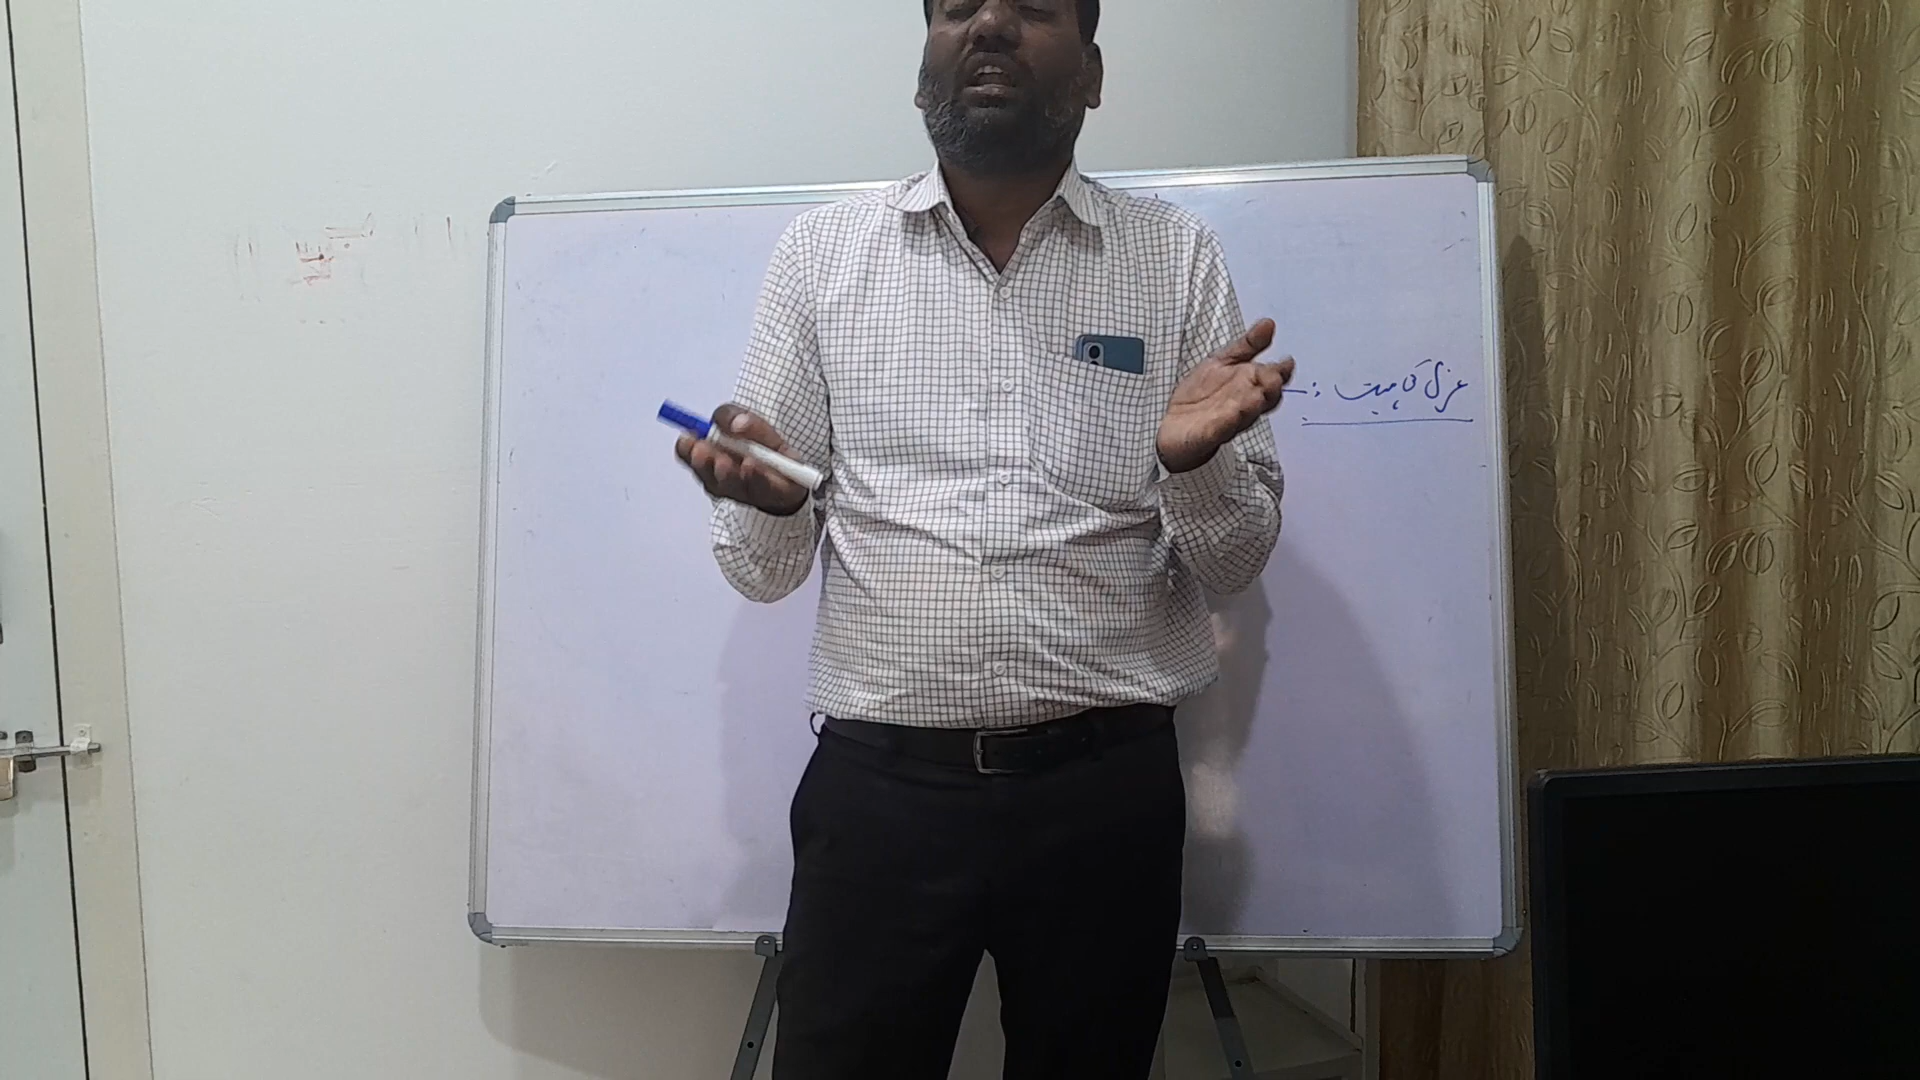 غزل کی ہیئت :-